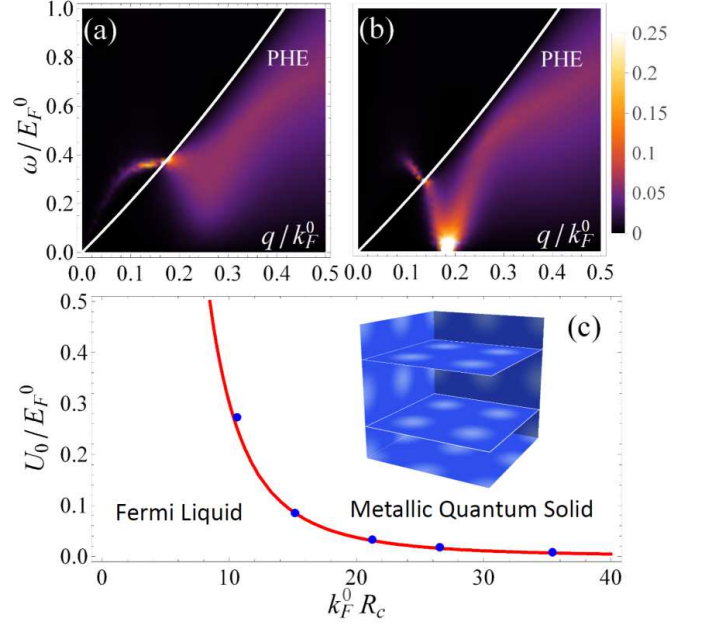 (a)
PHE
ω/E_F^0
1.0
0.8
0.6
0.4
0.2
0.0
q/k_F^0
0.0 0.1 0.2 0.3 0.4 0.5
(b)
PHE
q/k_F^0
0.0 0.1 0.2 0.3 0.4 0.5
0.25
0.2
0.15
0.1
0.05
0
(c)
U_0/E_F^0
0.5
0.4
0.3
0.2
0.1
0.0
Fermi Liquid
Metallic Quantum Solid
0 10 20 30 40
k_F^0 R_c